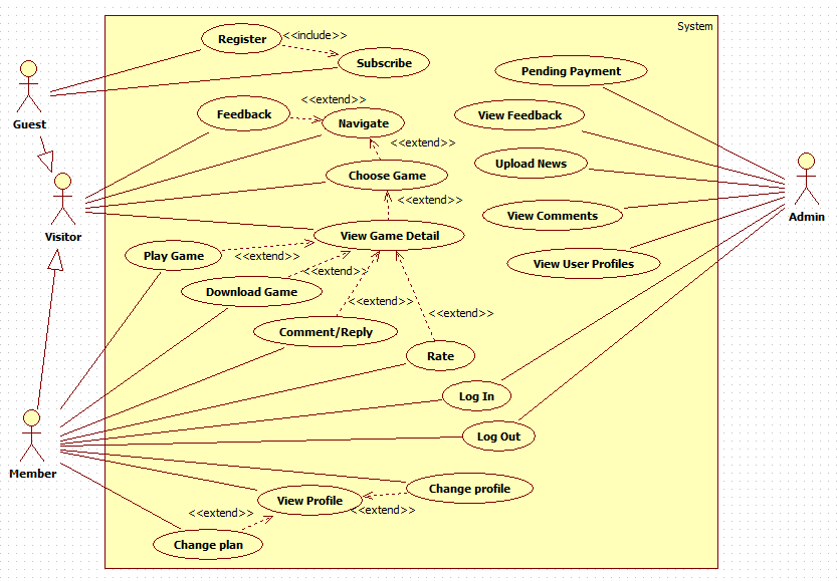 System
Register
<<include>>
Subscribe
Pending Payment
Guest
Feedback
<<extend>>
Navigate
View Feedback
<<extend>>
Choose Game
Upload News
<<extend>>
Visitor
View Comments
Admin
View Game Detail
Play Game
<<extend>>
View User Profiles
<<extend>>
Download Game
<<extend>>
Comment/Reply
<<extend>>
Rate
Log In
Log Out
Member
View Profile
Change profile
<<extend>>
<<extend>>
Change plan